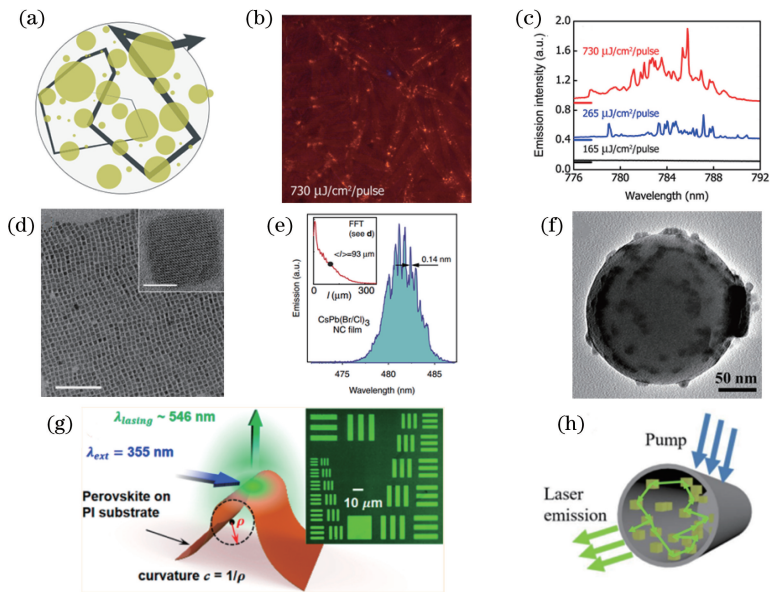 (a)
(b)
730 μJ/cm²/pulse
(c)
Emission intensity (a.u.)
2.0
1.6
1.2
0.8
0.4
0.0
730 μJ/cm²/pulse
265 μJ/cm²/pulse
165 μJ/cm²/pulse
776 780 784 788 792
Wavelength (nm)
(d)
(e)
Emission (a.u.)
FFT
(see d)
<l>=93 μm
0 300
l (μm)
0.14 nm
CsPb(Br/Cl)₃
NC film
475 480 485
Wavelength (nm)
(f)
50 nm
(g)
λlasing ~ 546 nm
λext = 355 nm
Perovskite on
PI substrate
ρ
curvature c = 1/ρ
10 μm
(h)
Pump
Laser
emission